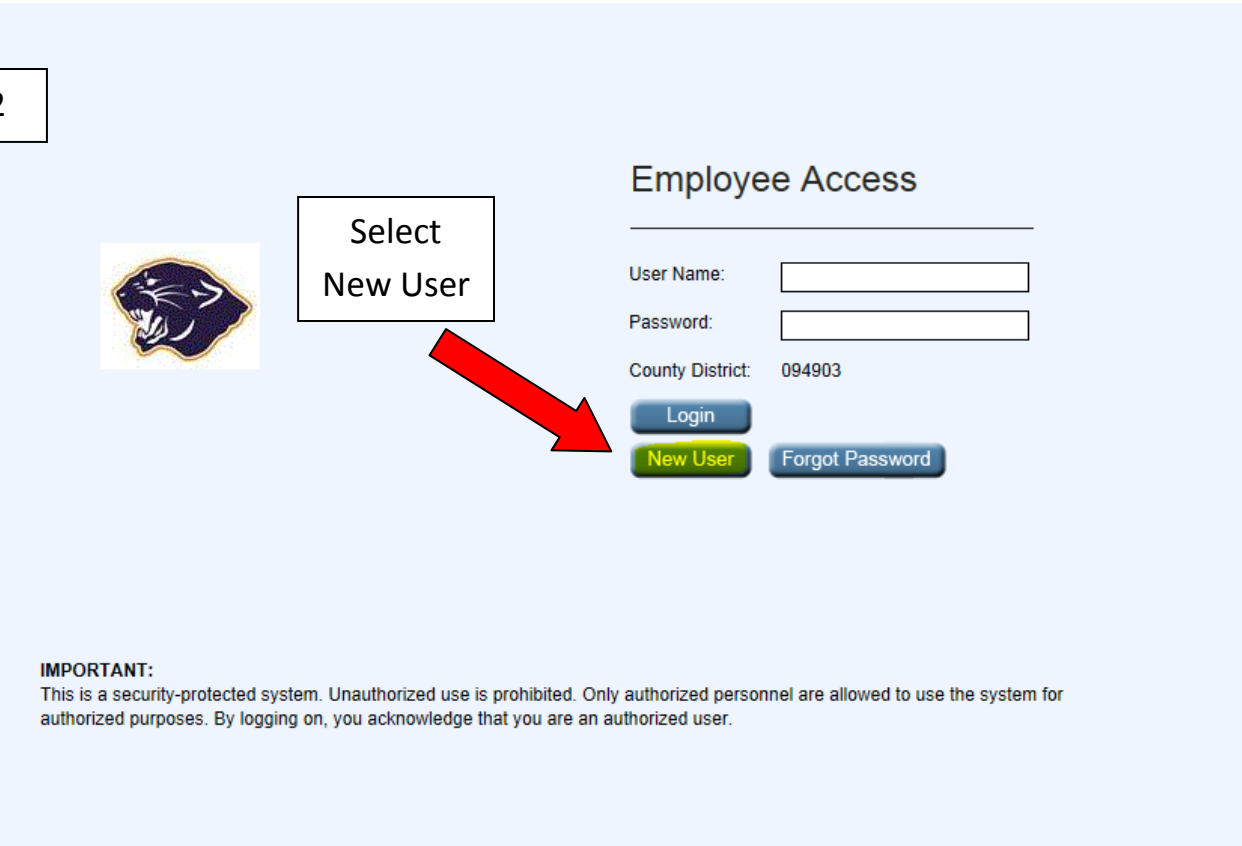 2
Employee Access
Select
New User
User Name:
Password:
County District: 094903
Login
New User Forgot Password
IMPORTANT:
This is a security-protected system. Unauthorized use is prohibited. Only authorized personnel are allowed to use the system for
authorized purposes. By logging on, you acknowledge that you are an authorized user.